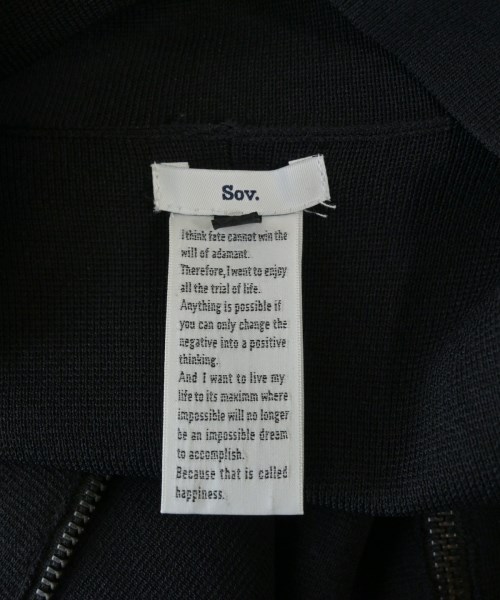 Sov.
I think fate cannot win the
will of adamant.
Therefore, I want to enjoy
all the trial of life.
Anything is possible if
you can only change the
negative into a positive
thinking.
And I want to live my
life to its maximm where
impossible will no longer
be an impossible dream
to accomplish.
Because that is called
happiness.